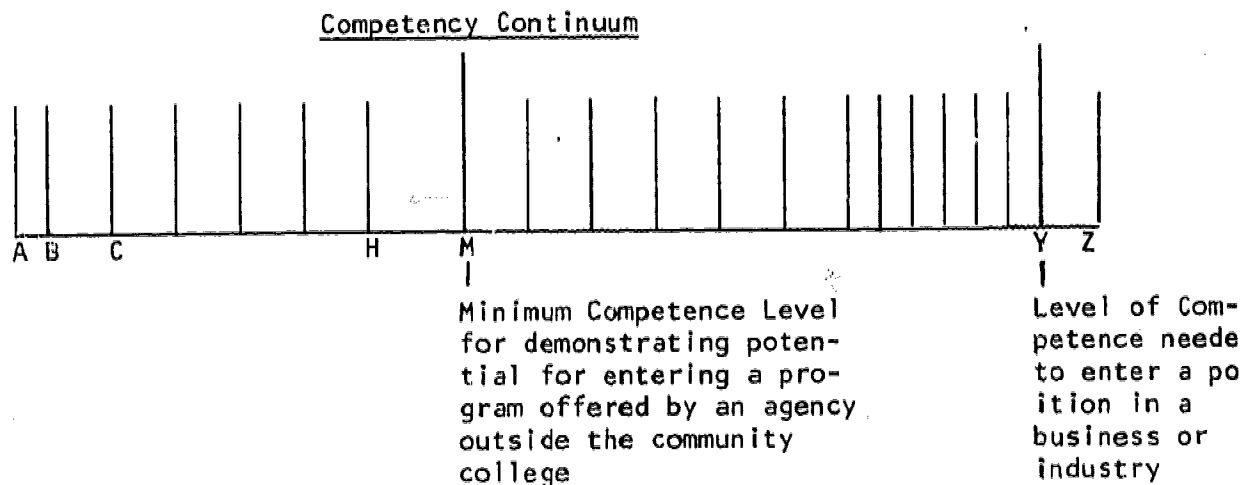 Competency Continuum
A B C H M Y Z
Minimum Competence Level
for demonstrating poten-
tial for entering a pro-
gram offered by an agency
outside the community
college
Level of Com-
petence neede
to enter a po
ition in a
business or
industry